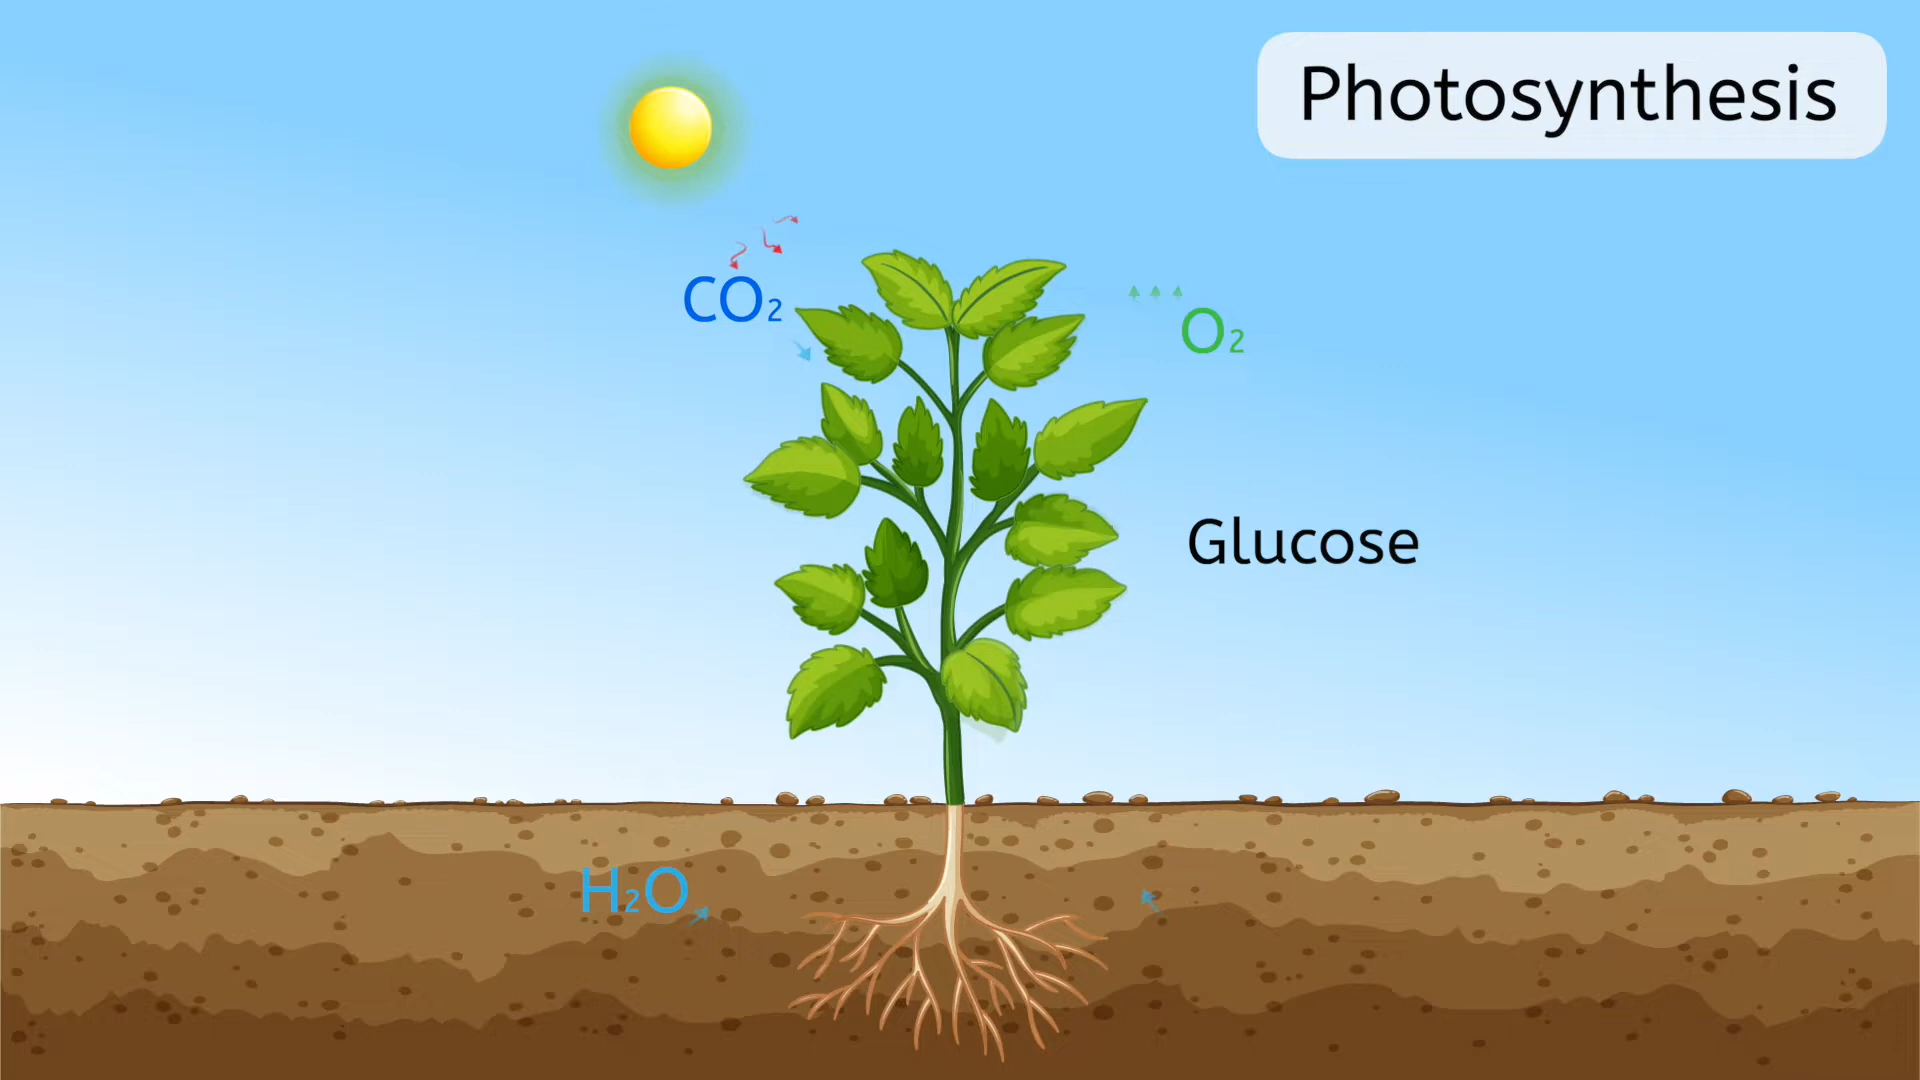 Photosynthesis
CO₂
O₂
Glucose
H₂O